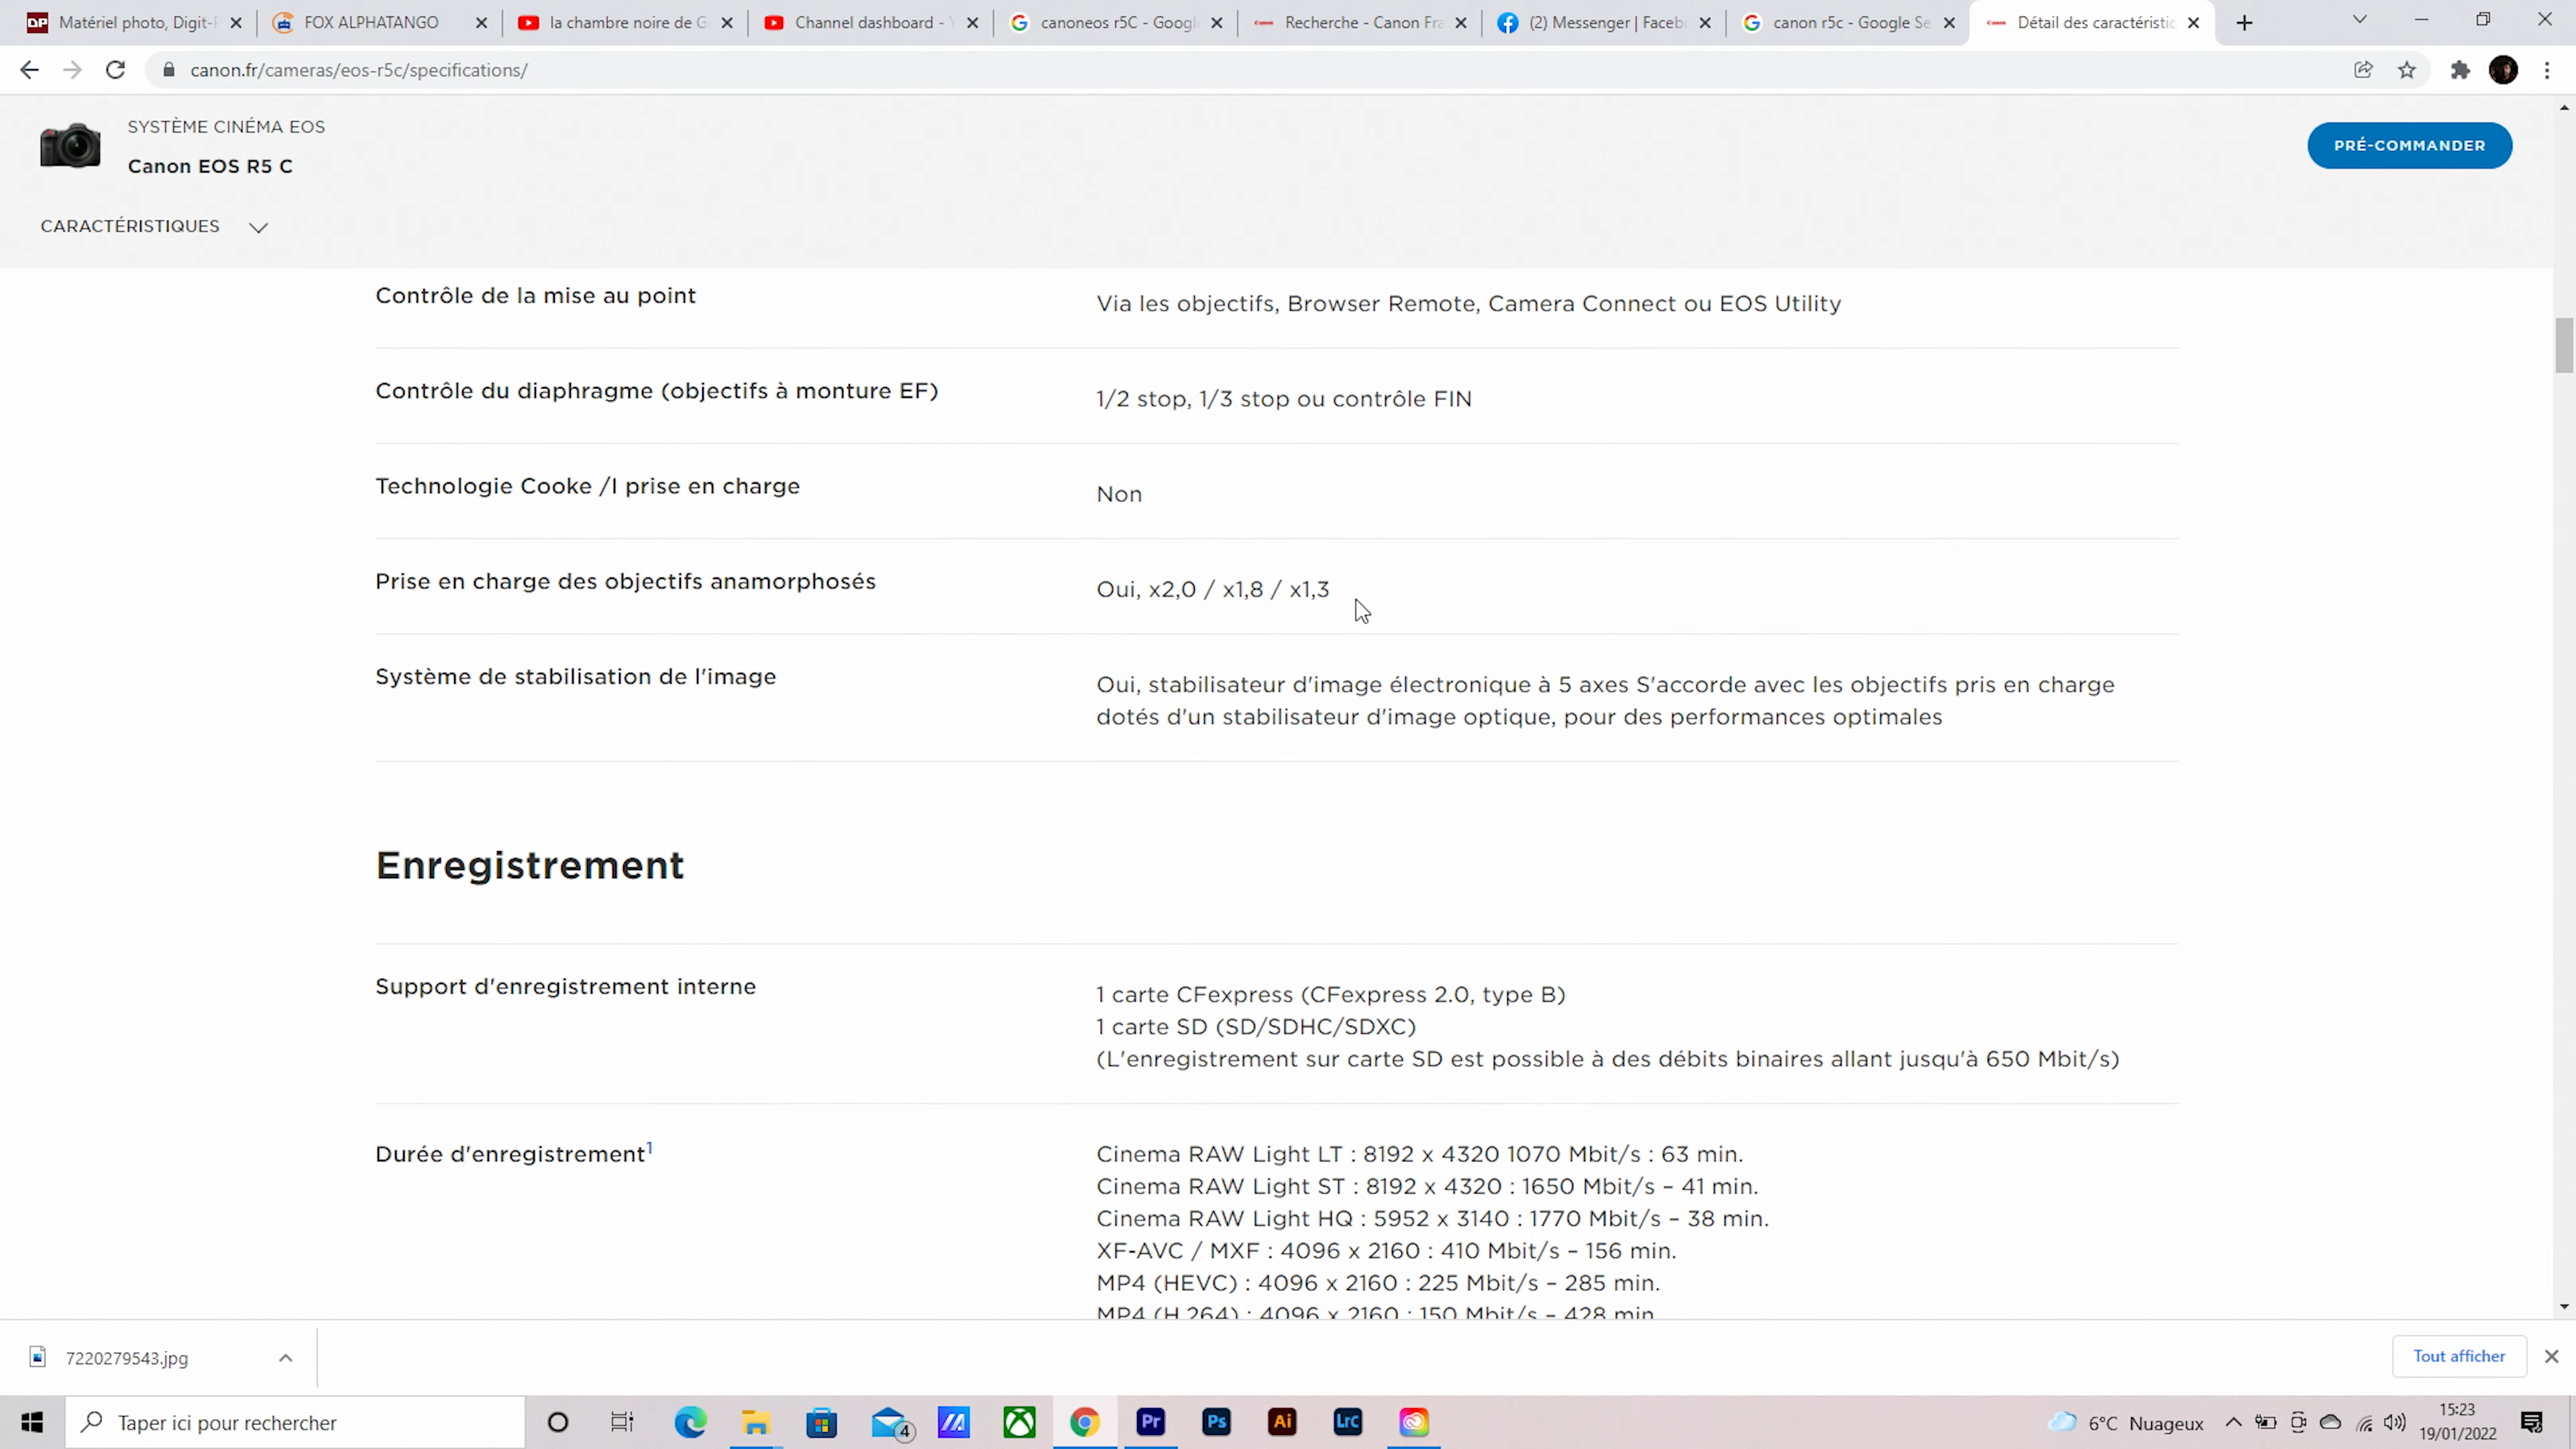 Matériel photo, Digit-P
FOX ALPHATANGO
la chambre noire de G
Channel dashboard - Y
canoneos r5C - Googl
Recherche - Canon Fra
(2) Messenger | Facebo
canon r5c - Google Se
Détail des caractéristic
canon.fr/cameras/eos-r5c/specifications/
SYSTÈME CINÉMA EOS
Canon EOS R5 C
PRÉ-COMMANDER
CARACTÉRISTIQUES
Contrôle de la mise au point
Via les objectifs, Browser Remote, Camera Connect ou EOS Utility
Contrôle du diaphragme (objectifs à monture EF)
1/2 stop, 1/3 stop ou contrôle FIN
Technologie Cooke /I prise en charge
Non
Prise en charge des objectifs anamorphosés
Oui, x2,0 / x1,8 / x1,3
Système de stabilisation de l'image
Oui, stabilisateur d'image électronique à 5 axes S'accorde avec les objectifs pris en charge
dotés d'un stabilisateur d'image optique, pour des performances optimales
Enregistrement
Support d'enregistrement interne
1 carte CFexpress (CFexpress 2.0, type B)
1 carte SD (SD/SDHC/SDXC)
(L'enregistrement sur carte SD est possible à des débits binaires allant jusqu'à 650 Mbit/s)
Durée d'enregistrement1
Cinema RAW Light LT : 8192 x 4320 1070 Mbit/s : 63 min.
Cinema RAW Light ST : 8192 x 4320 : 1650 Mbit/s – 41 min.
Cinema RAW Light HQ : 5952 x 3140 : 1770 Mbit/s – 38 min.
XF-AVC / MXF : 4096 x 2160 : 410 Mbit/s – 156 min.
MP4 (HEVC) : 4096 x 2160 : 225 Mbit/s – 285 min.
MP4 (H.264) : 4096 x 2160 : 150 Mbit/s – 428 min.
7220279543.jpg
Tout afficher
Taper ici pour rechercher
4
Pr
Ps
Ai
LrC
6°C Nuageux
15:23
19/01/2022